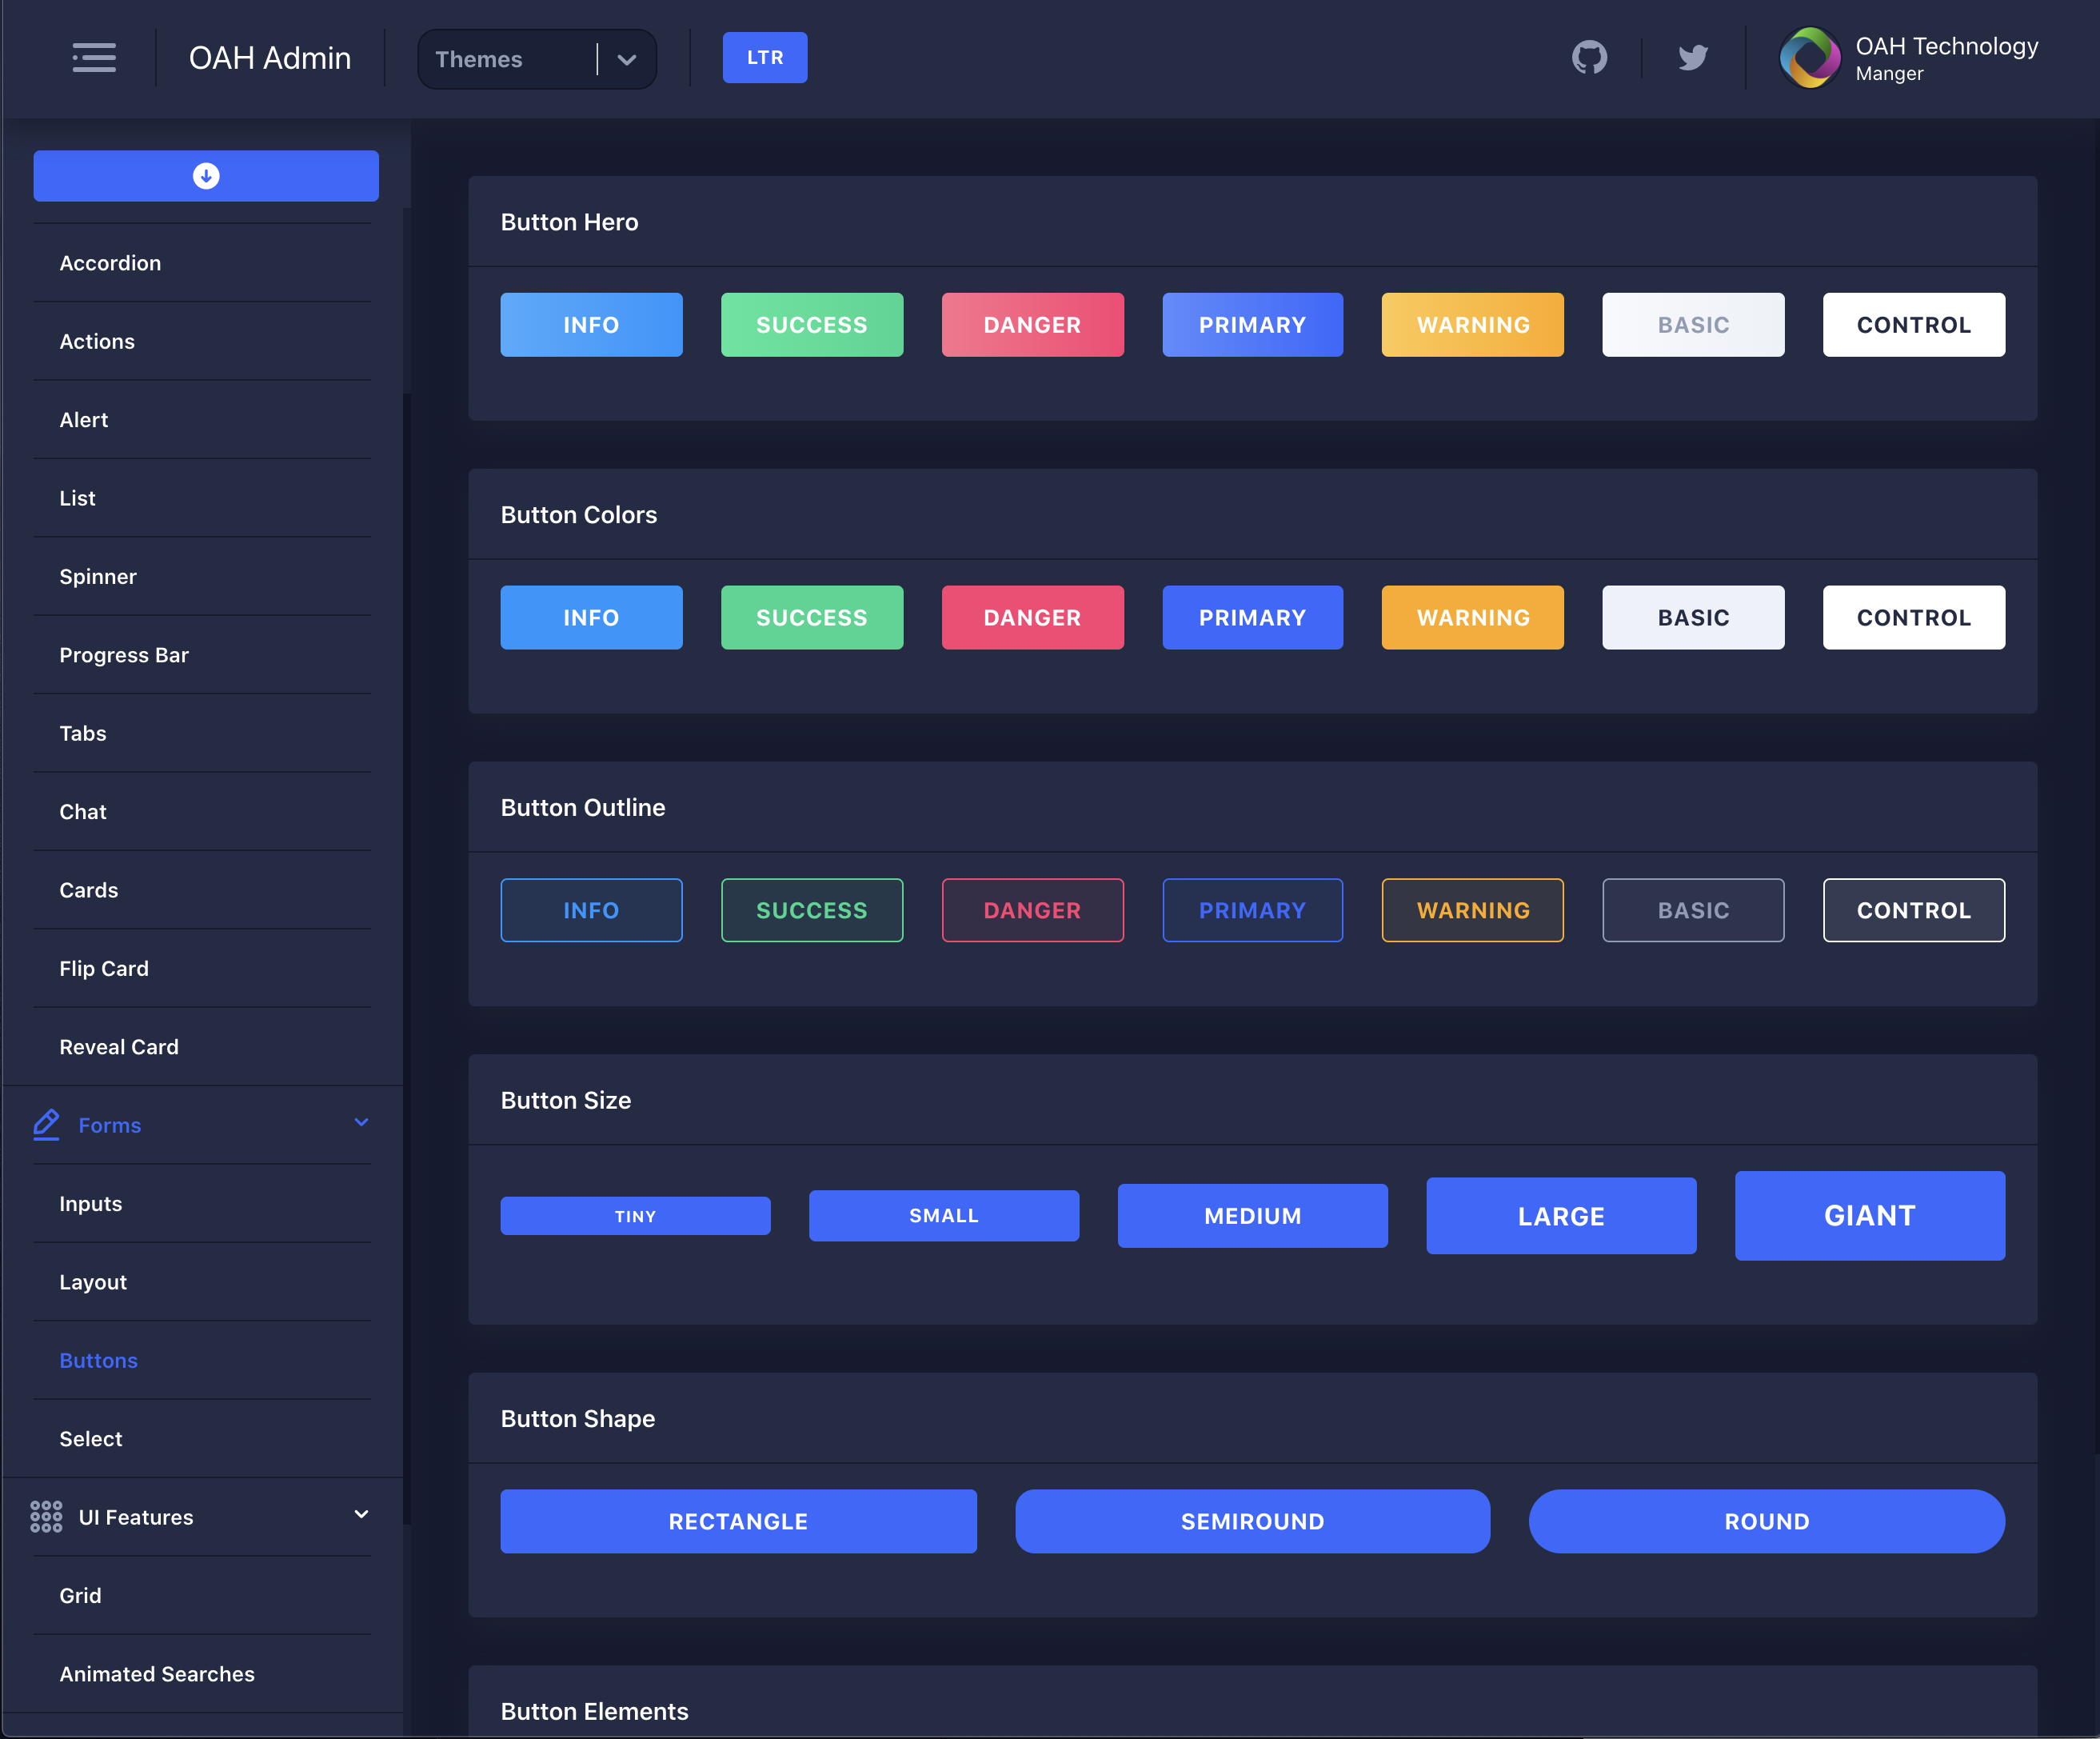 OAH Admin
Themes
LTR
OAH Technology
Manger
Accordion
Actions
Alert
List
Spinner
Progress Bar
Tabs
Chat
Cards
Flip Card
Reveal Card
Forms
Inputs
Layout
Buttons
Select
UI Features
Grid
Animated Searches
Button Hero
INFO SUCCESS DANGER PRIMARY WARNING BASIC CONTROL
Button Colors
INFO SUCCESS DANGER PRIMARY WARNING BASIC CONTROL
Button Outline
INFO SUCCESS DANGER PRIMARY WARNING BASIC CONTROL
Button Size
TINY SMALL MEDIUM LARGE GIANT
Button Shape
RECTANGLE SEMIROUND ROUND
Button Elements